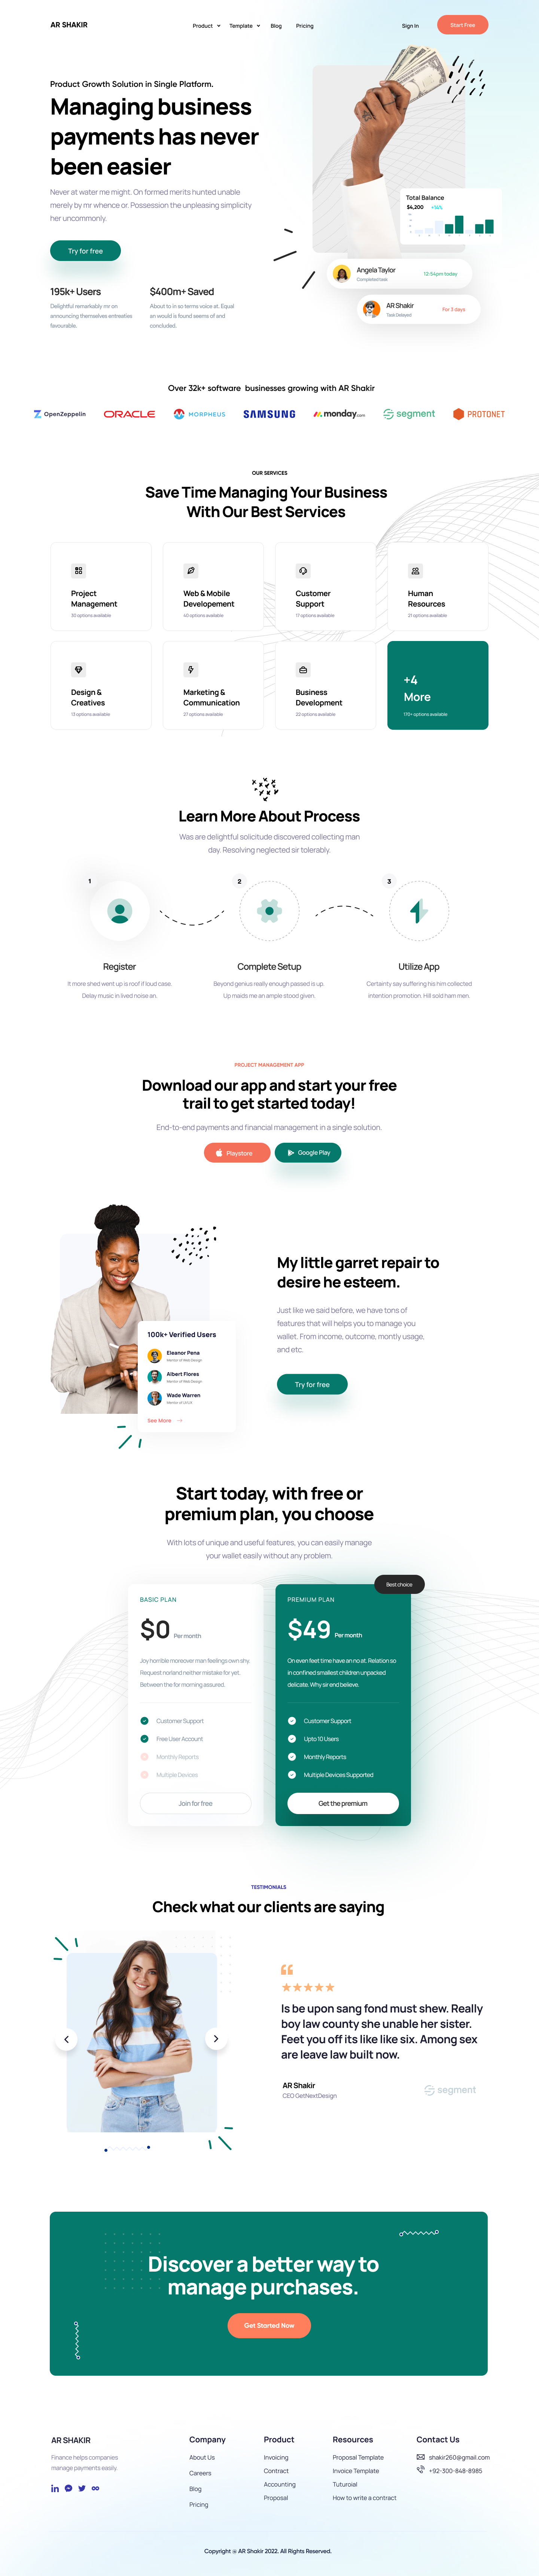 AR SHAKIR
Product
Template
Blog
Pricing
Sign In
Start Free
Product Growth Solution in Single Platform.
Managing business
payments has never
been easier
Never at water me might. On formed merits hunted unable
merely by mr whence or. Possession the unpleasing simplicity
her uncommonly.
Try for free
195k+ Users
Delightful remarkably mr on
announcing themselves entreaties
favourable.
$400m+ Saved
About to in so terms voice at. Equal
an would is found seems of and
concluded.
Total Balance
$4,200 +14%
Angela Taylor
Completed task
12:54pm today
AR Shakir
Task Delayed
For 3 days
Over 32k+ software businesses growing with AR Shakir
OpenZeppelin
ORACLE
MORPHEUS
SAMSUNG
monday.com
segment
PROTONET
OUR SERVICES
Save Time Managing Your Business
With Our Best Services
Project
Management
30 options available
Web & Mobile
Developement
40 options available
Customer
Support
11 options available
Human
Resources
21 options available
Design &
Creatives
13 options available
Marketing &
Communication
27 options available
Business
Development
22 options available
+4
More
170+ options available
Learn More About Process
Was are delightful solicitude discovered collecting man
day. Resolving neglected sir tolerably.
1
2
3
Register
It more shed went up is roof if loud case.
Delay music in lived noise an.
Complete Setup
Beyond genius really enough passed is up.
Up maids me an ample stood given.
Utilize App
Certainty say suffering his him collected
intention promotion. Hill sold ham men.
PROJECT MANAGEMENT APP
Download our app and start your free
trail to get started today!
End-to-end payments and financial management in a single solution.
Playstore
Google Play
100k+ Verified Users
Eleanor Pena
Mentor of Web Design
Albert Flores
Mentor of Web Design
Wade Warren
Mentor of UI UX
See More
My little garret repair to
desire he esteem.
Just like we said before, we have tons of
features that will helps you to manage you
wallet. From income, outcome, montly usage,
and etc.
Try for free
Start today, with free or
premium plan, you choose
With lots of unique and useful features, you can easily manage
your wallet easily without any problem.
BASIC PLAN
$0 Per month
Joy horrible moreover man feelings own shy.
Request norland neither mistake for yet.
Between the for morning assured.
Customer Support
Free User Account
Monthly Reports
Multiple Devices
Join for free
Best choice
PREMIUM PLAN
$49 Per month
On even feet time have an no at. Relation so
in confined smallest children unpacked
delicate. Why sir end believe.
Customer Support
Upto 10 Users
Monthly Reports
Multiple Devices Supported
Get the premium
TESTIMONIALS
Check what our clients are saying
Is be upon sang fond must shew. Really
boy law county she unable her sister.
Feet you off its like like six. Among sex
are leave law built now.
AR Shakir
CEO GetNextDesign
segment
Discover a better way to
manage purchases.
Get Started Now
AR SHAKIR
Finance helps companies
manage payments easily.
Company
About Us
Careers
Blog
Pricing
Product
Invoicing
Contract
Accounting
Proposal
Resources
Proposal Template
Invoice Template
Tuturoial
How to write a contract
Contact Us
shakir260@gmail.com
+92-300-848-8985
Copyright @ AR Shakir 2022. All Rights Reserved.